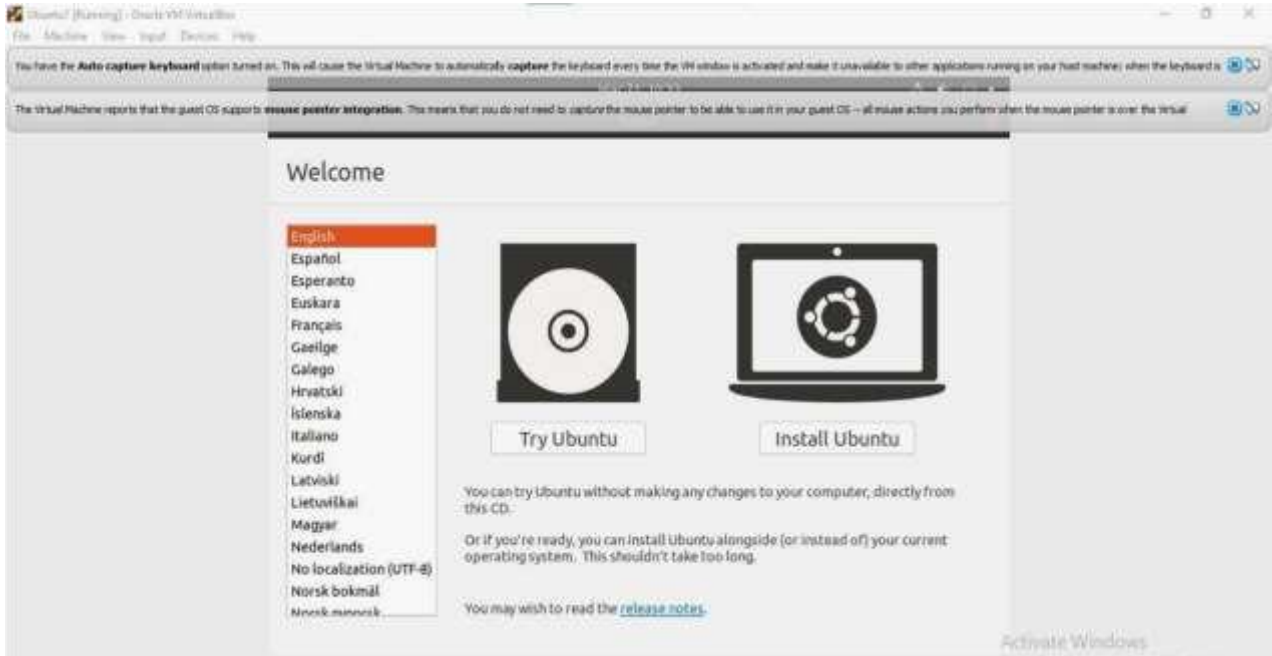 Ubuntu1 [Running] - Oracle VM VirtualBox
File Machine View Input Devices Help
You have the Auto capture keyboard option turned on. This will cause the Virtual Machine to automatically capture the keyboard every time the VM window is activated and make it unavailable to other applications running on your host machine: when the keyboard is
The Virtual Machine reports that the guest OS supports mouse pointer integration. This means that you do not need to capture the mouse pointer to be able to use it in your guest OS -- all mouse actions you perform when the mouse pointer is over the Virtual
Welcome
English
Español
Esperanto
Euskara
Français
Gaeilge
Galego
Hrvatski
Íslenska
Italiano
Kurdî
Latviski
Lietuviškai
Magyar
Nederlands
No localization (UTF-8)
Norsk bokmål
Norsk nynorsk
Try Ubuntu
Install Ubuntu
You can try Ubuntu without making any changes to your computer, directly from
this CD.
Or if you're ready, you can install Ubuntu alongside (or instead of) your current
operating system. This shouldn't take too long.
You may wish to read the release notes.
Activate Windows